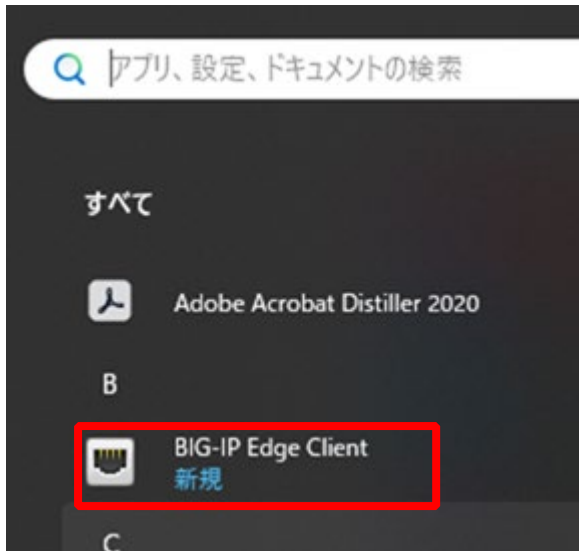 アプリ、設定、ドキュメントの検索
すべて
Adobe Acrobat Distiller 2020
B
BIG-IP Edge Client
新規
C